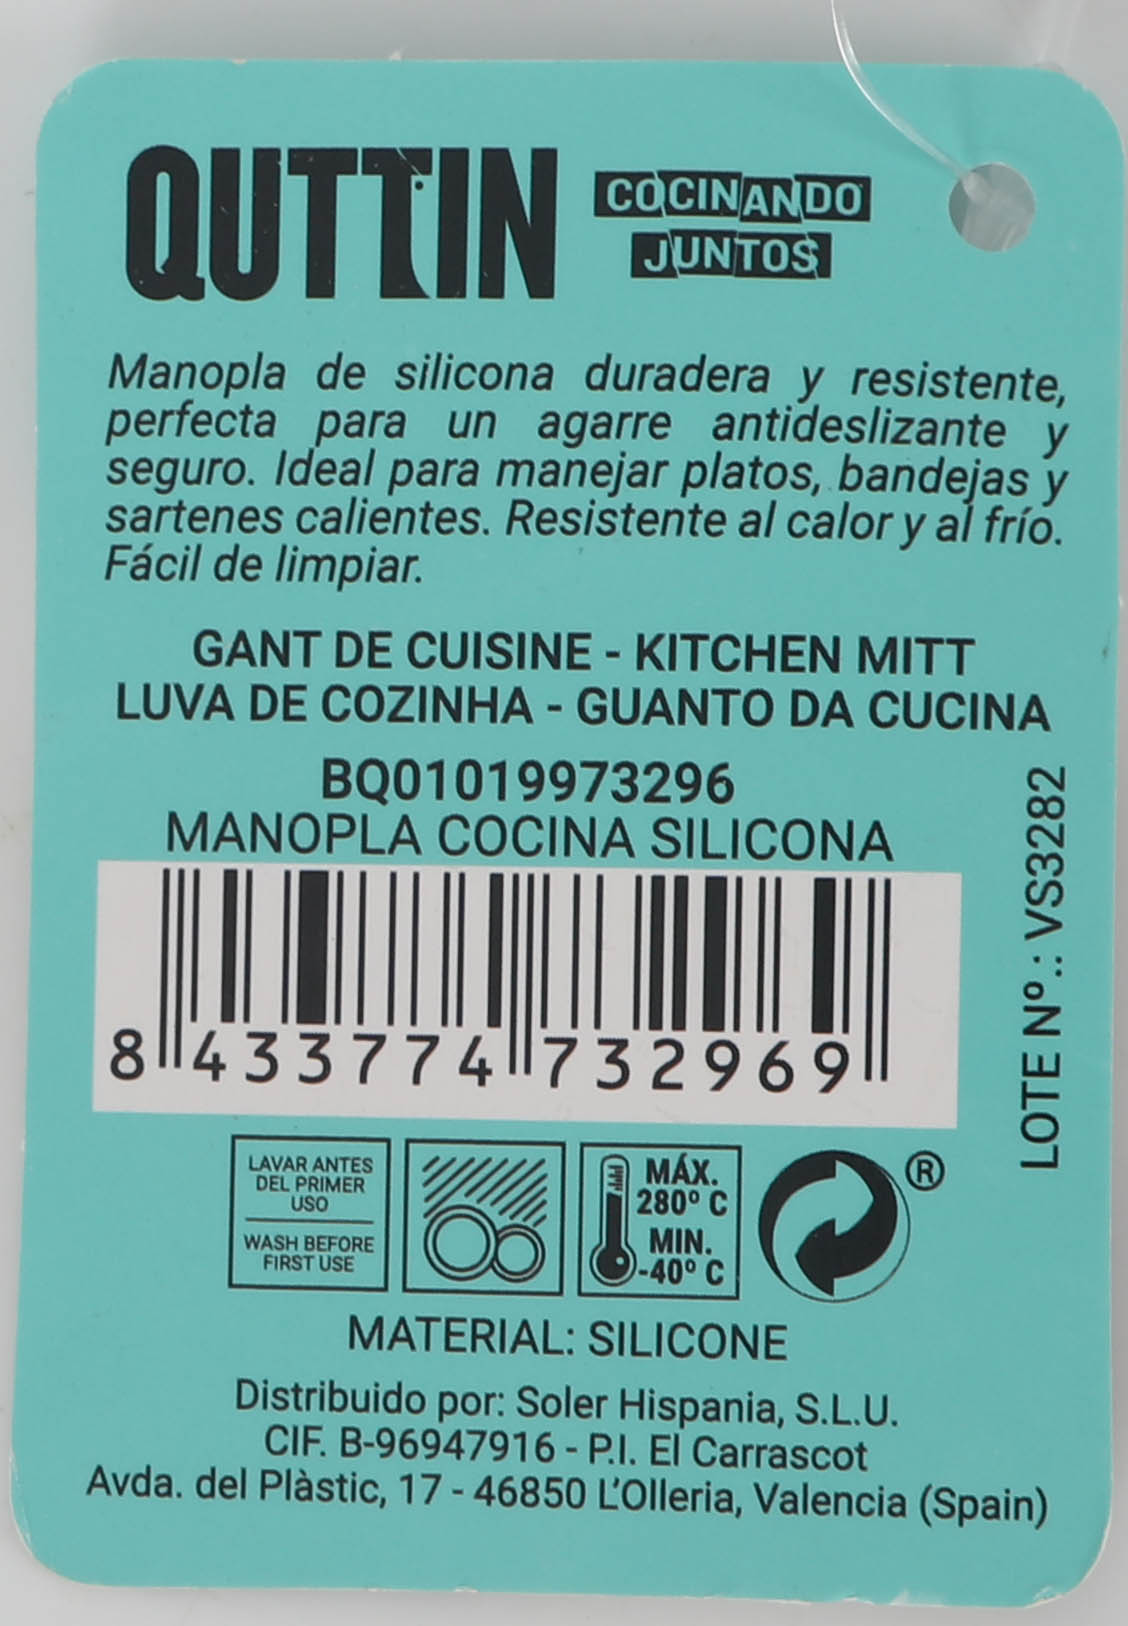 QUTTIN
COCINANDO
JUNTOS
Manopla de silicona duradera y resistente,
perfecta para un agarre antideslizante y
seguro. Ideal para manejar platos, bandejas y
sartenes calientes. Resistente al calor y al frío.
Fácil de limpiar.
GANT DE CUISINE - KITCHEN MITT
LUVA DE COZINHA - GUANTO DA CUCINA
BQ01019973296
MANOPLA COCINA SILICONA
8 433774 732969
LOTE Nº.: VS3282
LAVAR ANTES
DEL PRIMER
USO
WASH BEFORE
FIRST USE
MÁX.
280º C
MIN.
-40º C
®
MATERIAL: SILICONE
Distribuido por: Soler Hispania, S.L.U.
CIF. B-96947916 - P.I. El Carrascot
Avda. del Plàstic, 17 - 46850 L'Olleria, Valencia (Spain)